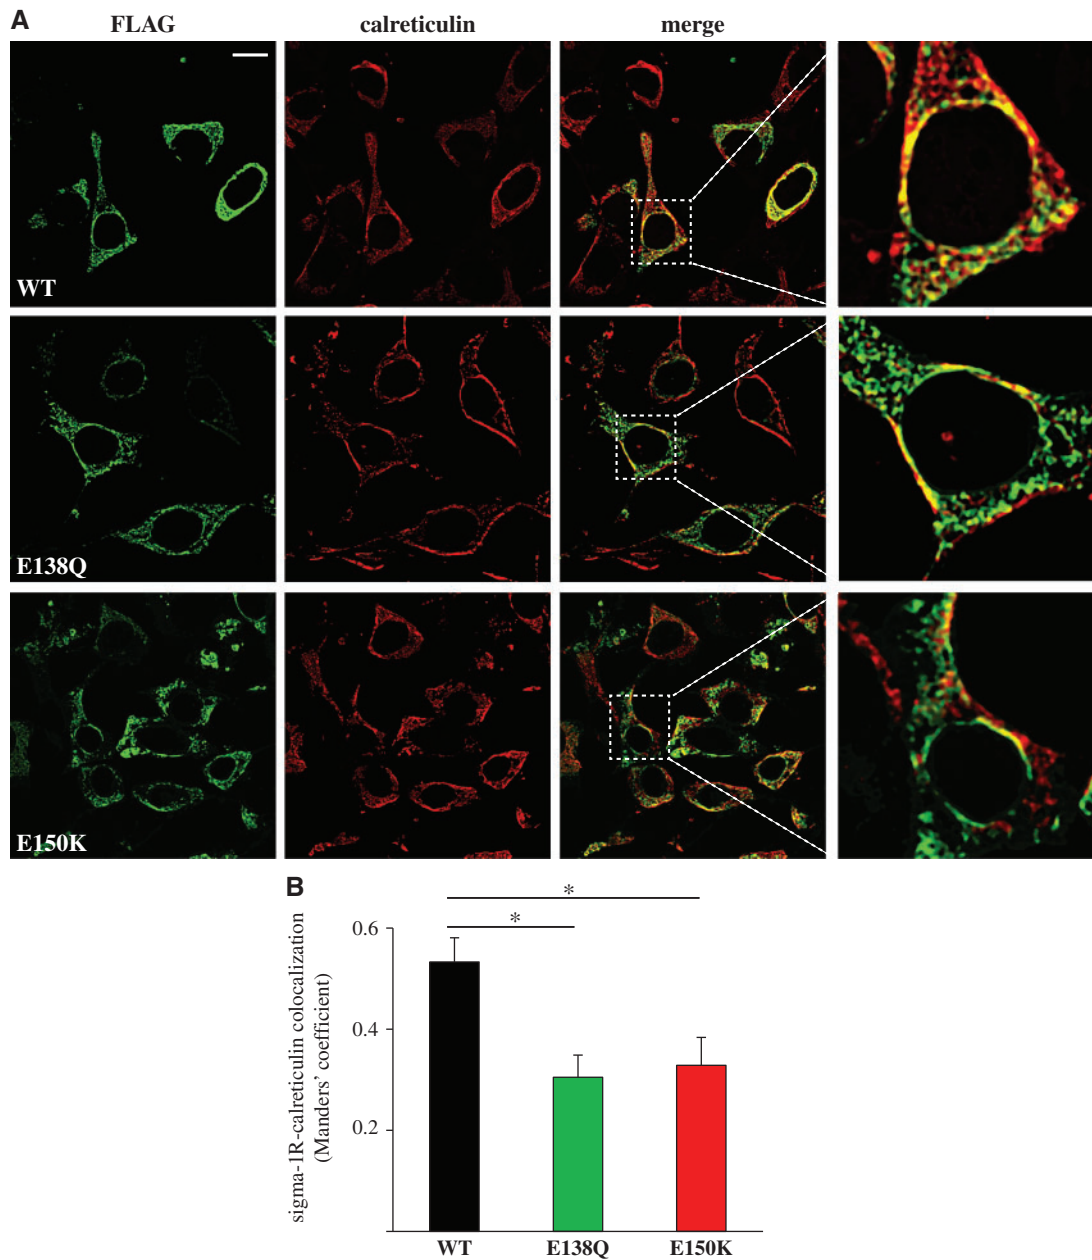 A
FLAG calreticulin merge
WT
E138Q
E150K
B
sigma-1R-calreticulin colocalization
(Manders' coefficient)
*
*
0.6
0.4
0.2
WT E138Q E150K